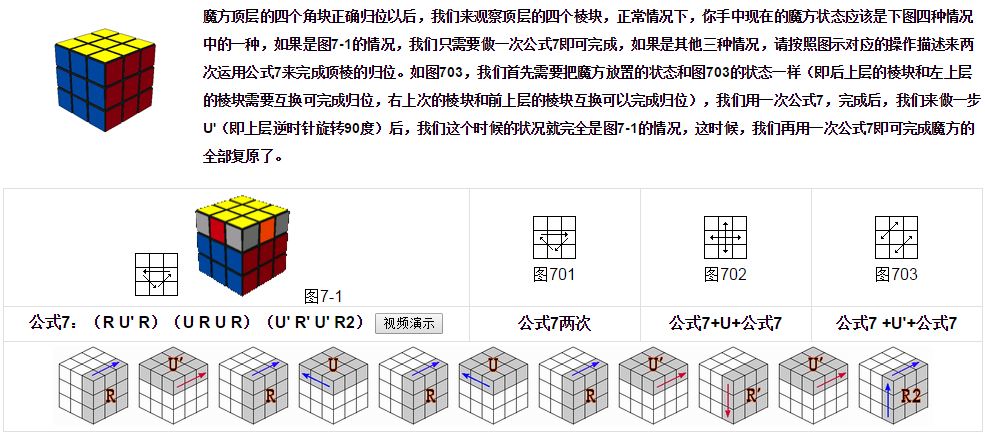 魔方顶层的四个角块正确归位以后，我们来观察顶层的四个棱块，正常情况下，你手中现在的魔方状态应该是下图四种情况
中的一种，如果是图7-1的情况，我们只需要做一次公式7即可完成，如果是其他三种情况，请按照图示对应的操作描述来两
次运用公式7来完成顶棱的归位。如图703，我们首先需要把魔方放置的状态和图703的状态一样（即后上层的棱块和左上层
的棱块需要互换可完成归位，右上次的棱块和前上层的棱块互换可以完成归位），我们用一次公式7，完成后，我们来做一步
U'（即上层逆时针旋转90度）后，我们这个时候的状况就完全是图7-1的情况，这时候，我们再用一次公式7即可完成魔方的
全部复原了。
图7-1
图701
图702
图703
公式7：（R U' R）（U R U R）（U' R' U' R2） 视频演示
公式7两次
公式7+U+公式7
公式7 +U'+公式7
R
U'
R
U
R
U
R
U'
R'
U'
R2